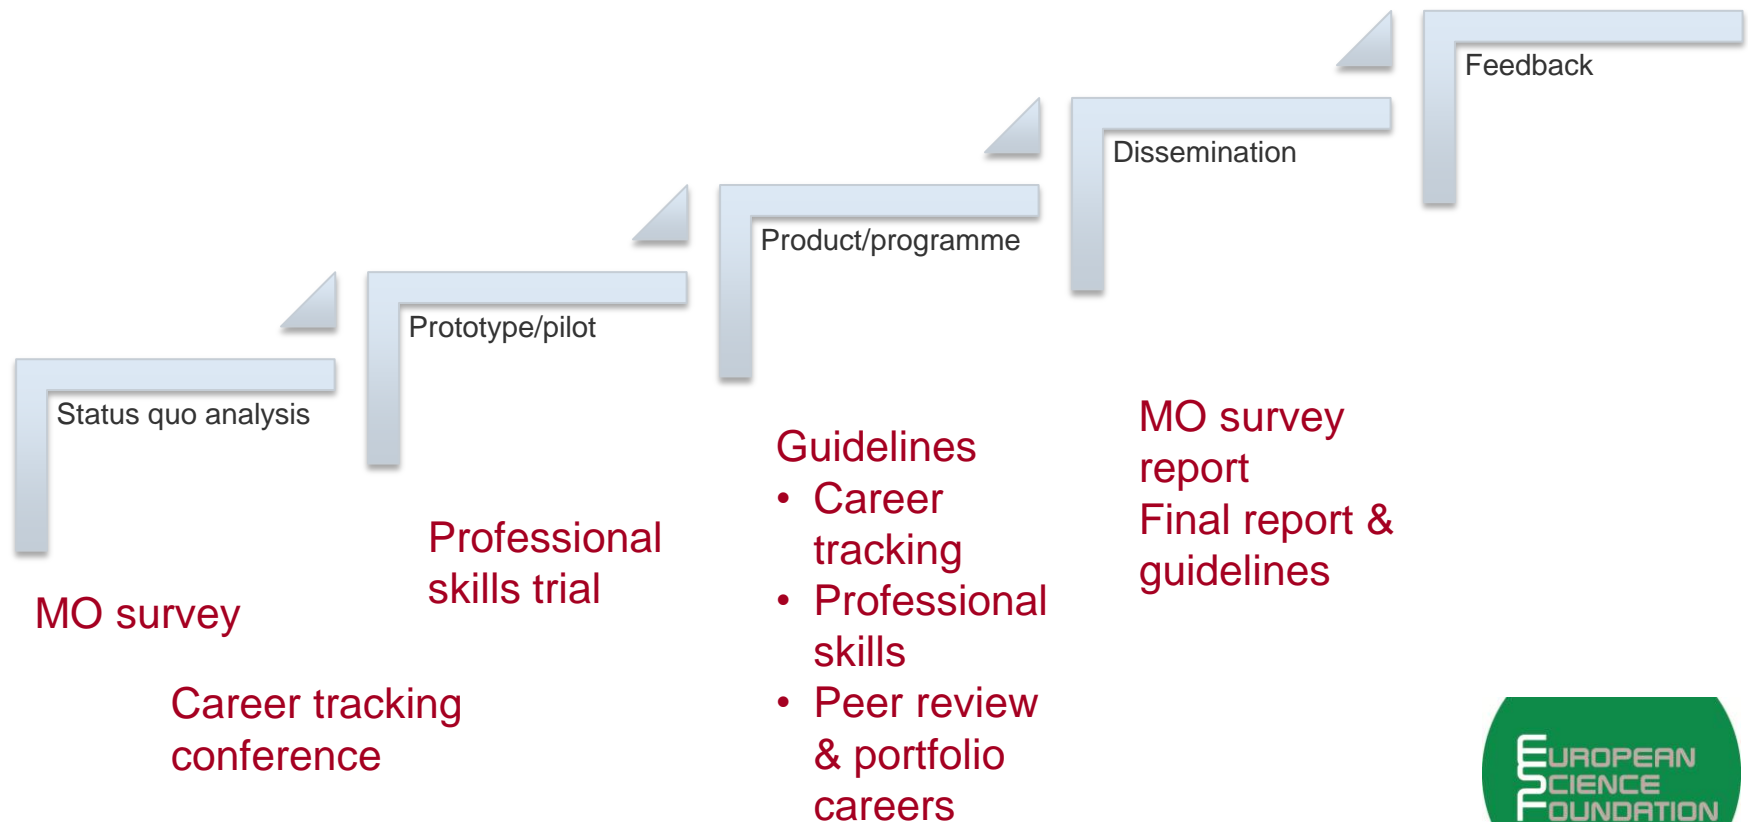 Feedback
Dissemination
Product/programme
Prototype/pilot
Status quo analysis
MO survey
Career tracking
conference
Professional
skills trial
Guidelines
• Career
tracking
• Professional
skills
• Peer review
& portfolio
careers
MO survey
report
Final report &
guidelines
EUROPEAN
SCIENCE
FOUNDATION